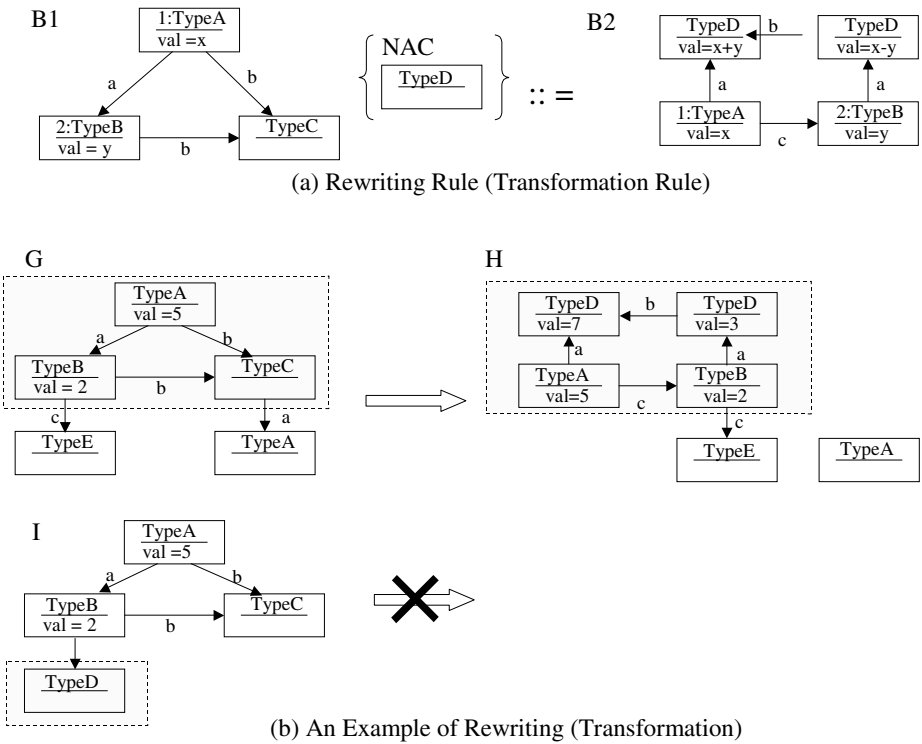 B1
1:TypeA
val =x
a
b
2:TypeB
val = y
b
TypeC
{ NAC }
TypeD
:: =
B2
TypeD
val=x+y
b
TypeD
val=x-y
a
a
1:TypeA
val=x
c
2:TypeB
val=y
(a) Rewriting Rule (Transformation Rule)
G
TypeA
val =5
a
b
TypeB
val = 2
b
TypeC
c
a
TypeE
TypeA
H
TypeD
val=7
b
TypeD
val=3
a
a
TypeA
val=5
c
TypeB
val=2
c
TypeE
TypeA
I
TypeA
val =5
a
b
TypeB
val = 2
b
TypeC
TypeD
(b) An Example of Rewriting (Transformation)